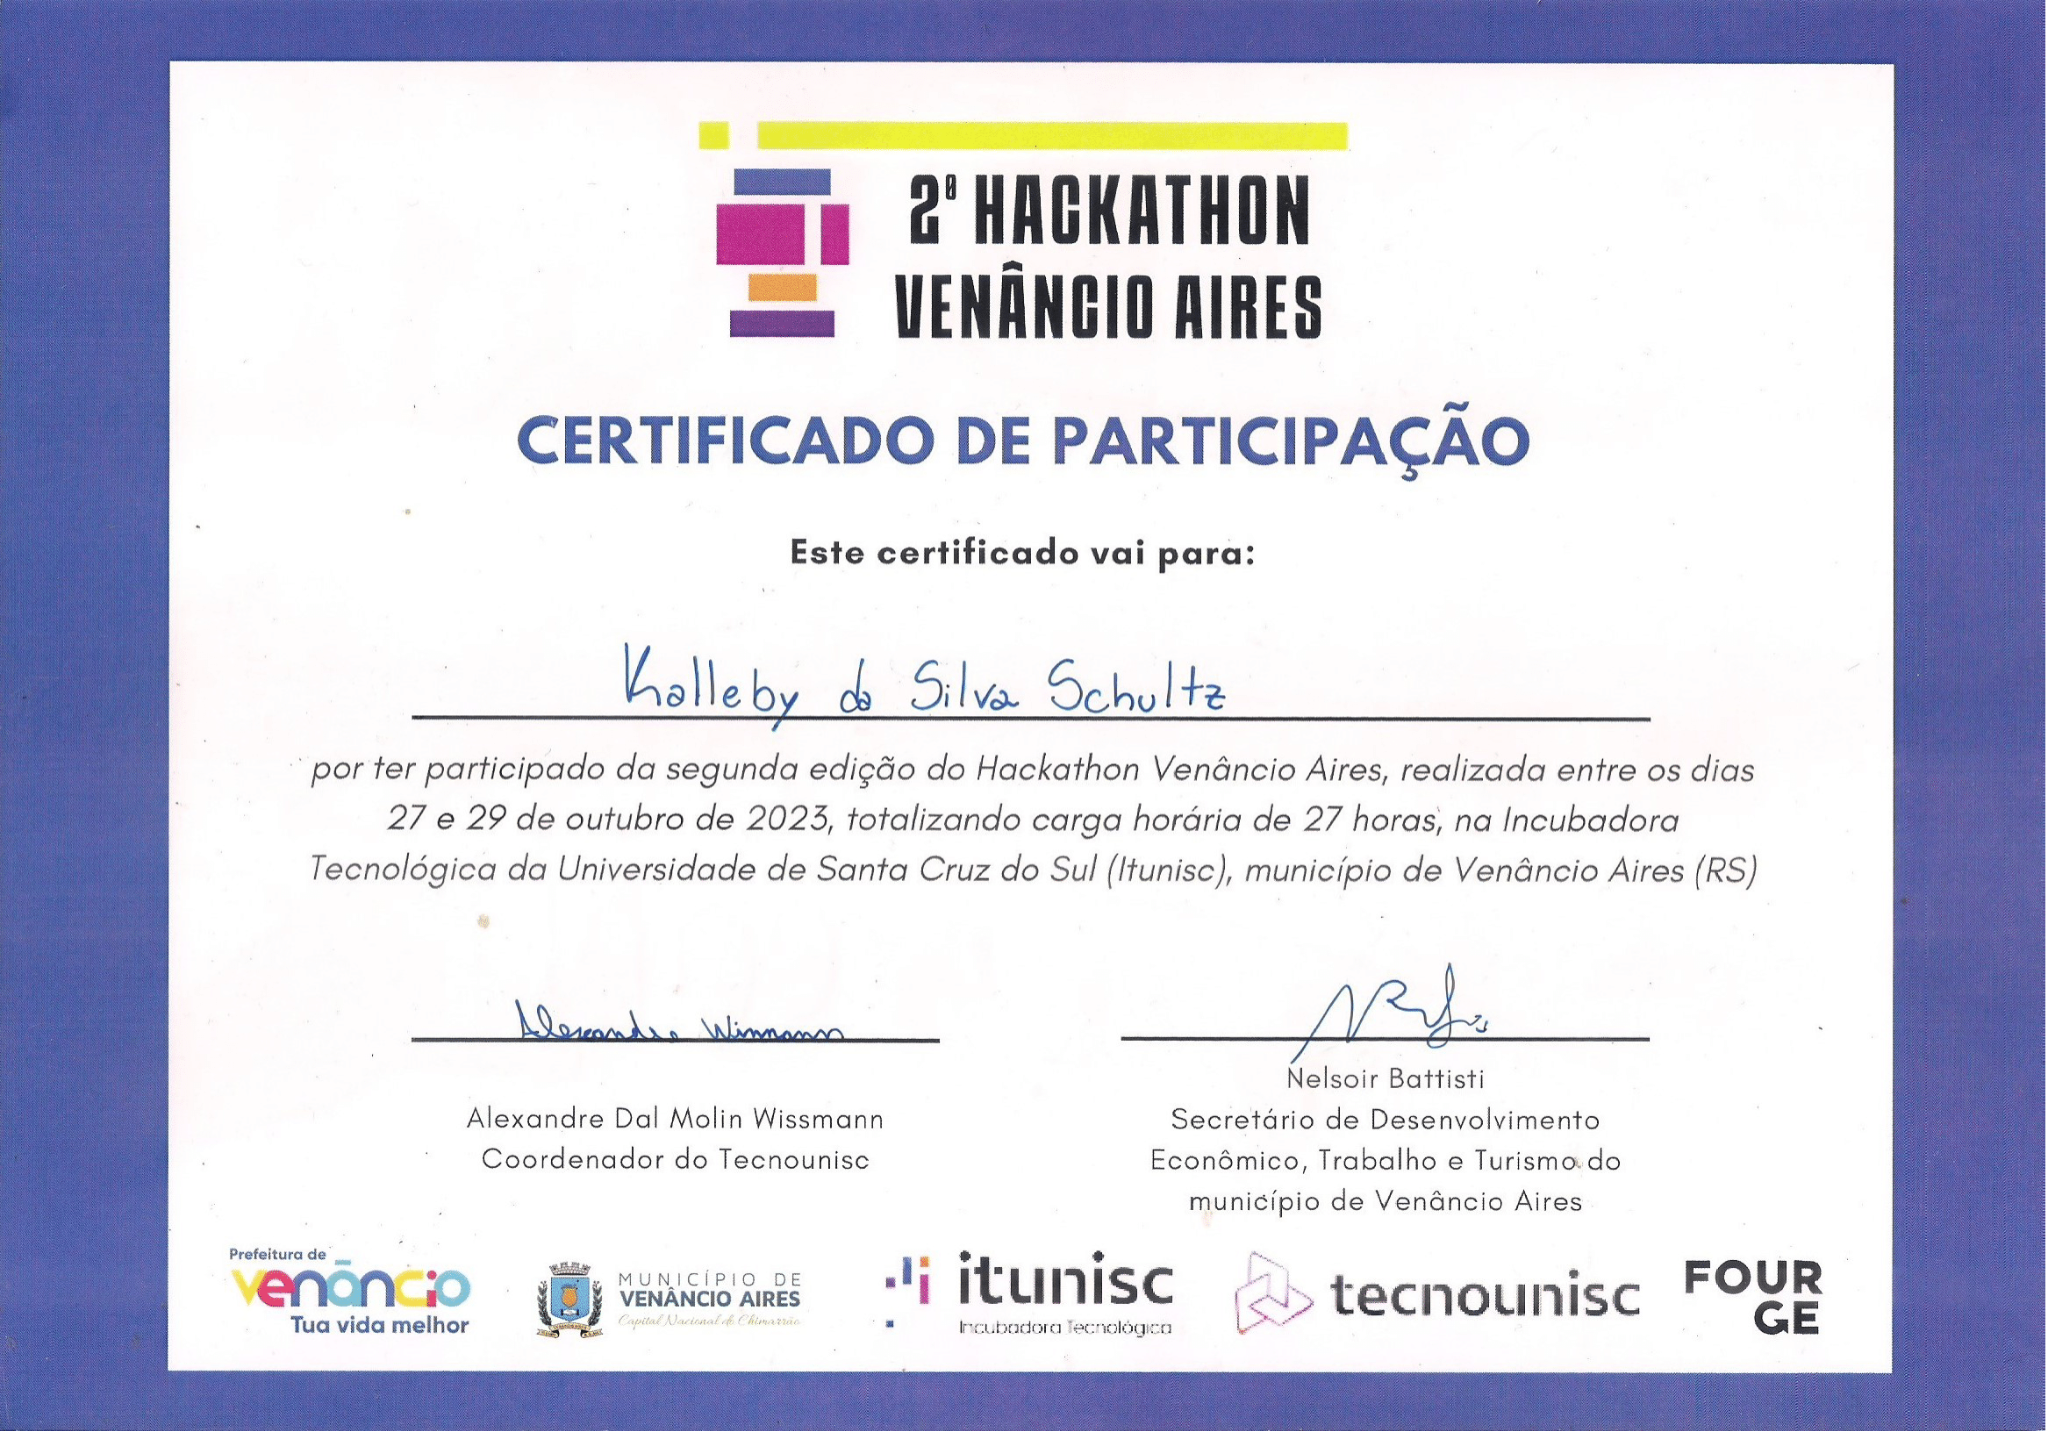 2º HACKATHON
VENÂNCIO AIRES
CERTIFICADO DE PARTICIPAÇÃO
Este certificado vai para:
Kalleby da Silva Schultz
por ter participado da segunda edição do Hackathon Venâncio Aires, realizada entre os dias
27 e 29 de outubro de 2023, totalizando carga horária de 27 horas, na Incubadora
Tecnológica da Universidade de Santa Cruz do Sul (Itunisc), município de Venâncio Aires (RS)
Alexandre Wissmann
Alexandre Dal Molin Wissmann
Coordenador do Tecnounisc
Nelsoir Battisti
Secretário de Desenvolvimento
Econômico, Trabalho e Turismo do
município de Venâncio Aires
Prefeitura de
venâncio
Tua vida melhor
MUNICÍPIO DE
VENÂNCIO AIRES
Capital Nacional do Chimarrão
itunisc
Incubadora Tecnológica
tecnounisc
FOUR
GE